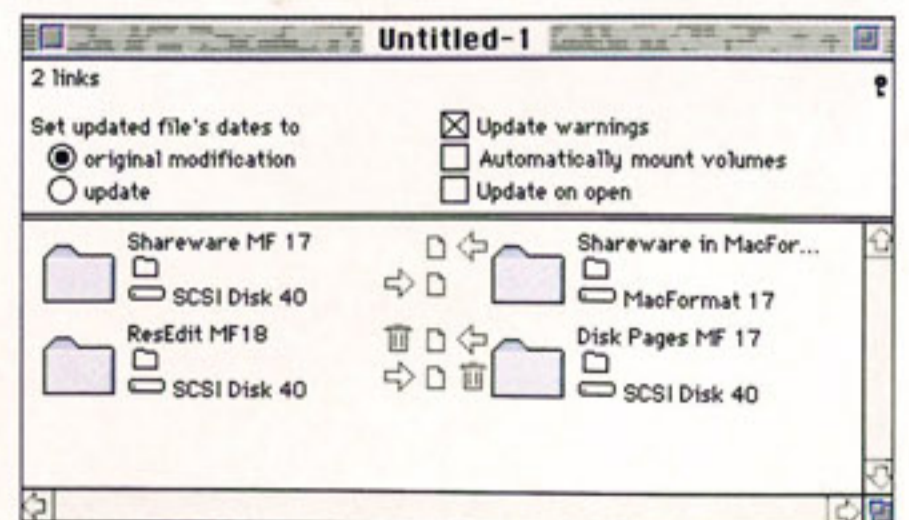 Untitled-1
2 links
Set updated file's dates to
original modification
update
Update warnings
Automatically mount volumes
Update on open
Shareware MF 17
SCSI Disk 40
Shareware in MacFor...
MacFormat 17
ResEdit MF18
SCSI Disk 40
Disk Pages MF 17
SCSI Disk 40